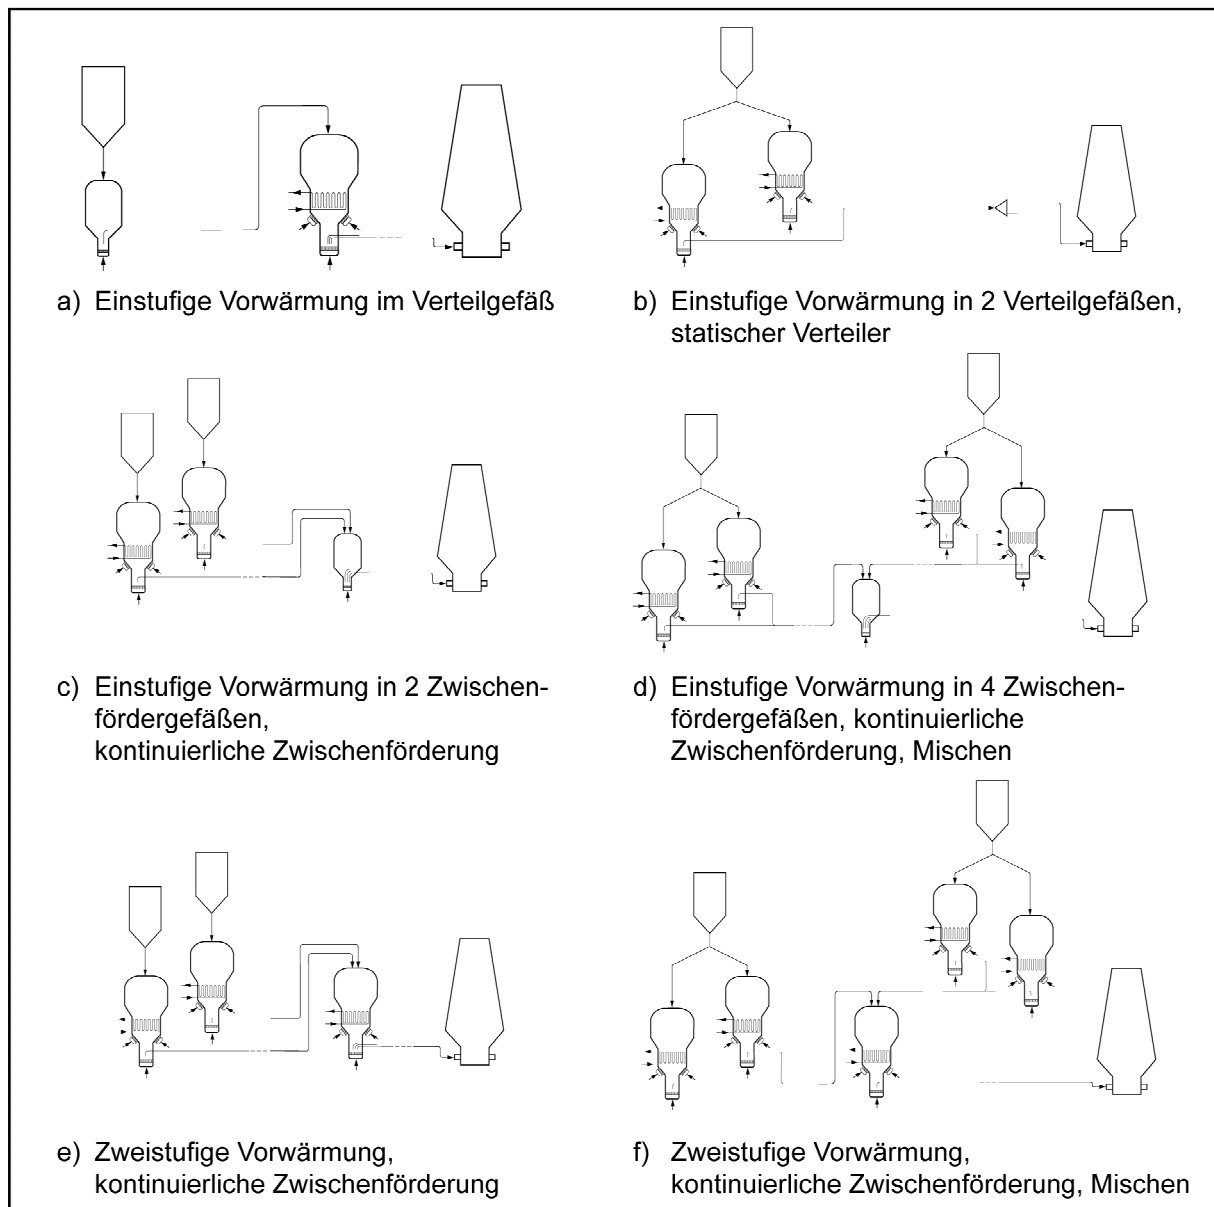 a) Einstufige Vorwärmung im Verteilgefäß
b) Einstufige Vorwärmung in 2 Verteilgefäßen,
statischer Verteiler
c) Einstufige Vorwärmung in 2 Zwischen-
fördergefäßen,
kontinuierliche Zwischenförderung
d) Einstufige Vorwärmung in 4 Zwischen-
fördergefäßen, kontinuierliche
Zwischenförderung, Mischen
e) Zweistufige Vorwärmung,
kontinuierliche Zwischenförderung
f) Zweistufige Vorwärmung,
kontinuierliche Zwischenförderung, Mischen